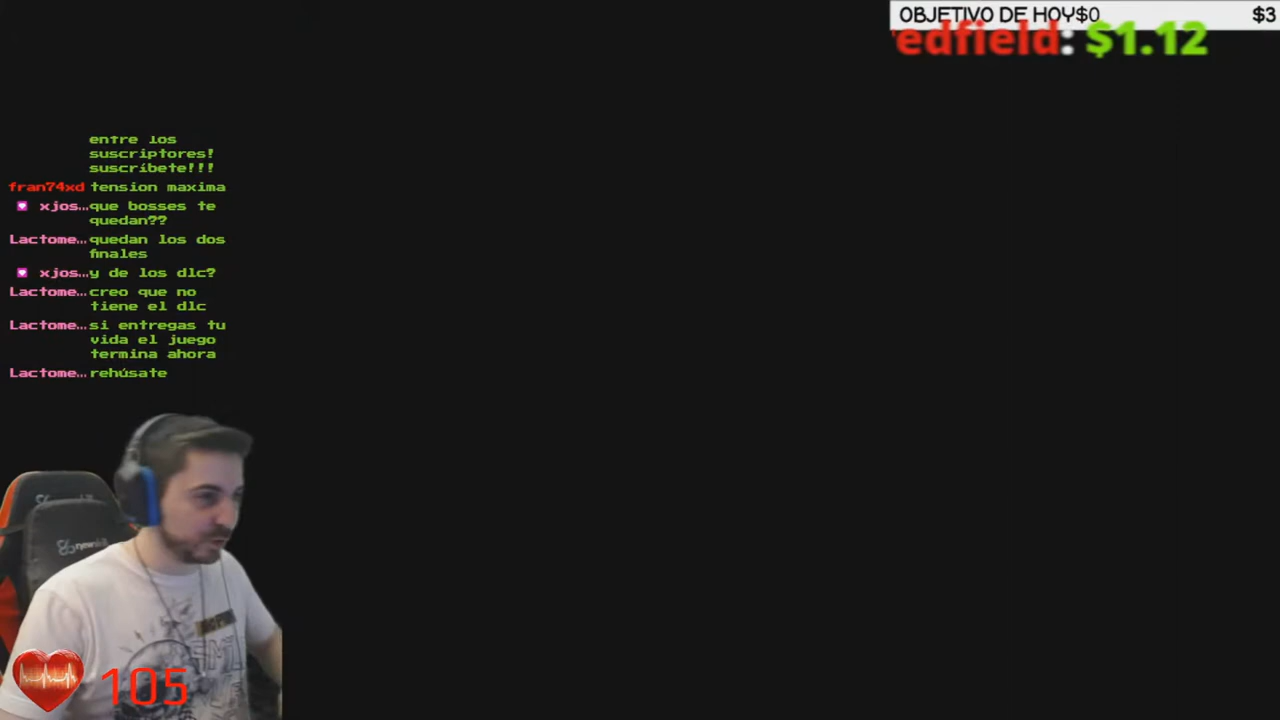 OBJETIVO DE HOY$0 $3
edfield: $1.12
entre los
suscriptores!
suscríbete!!!
fran74xd tension maxima
xjos… que bosses te
quedan??
Lactome… quedan los dos
finales
xjos… y de los dlc?
Lactome… creo que no
tiene el dlc
Lactome… si entregas tu
vida el juego
termina ahora
Lactome… rehúsate
newskill
105